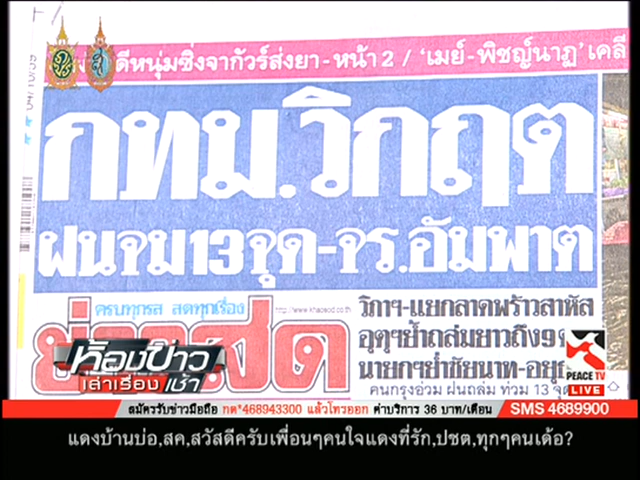 ดีหนุ่มซิ่งจากัวร์ส่งยา-หน้า 2 / 'เมย์-พิชญ์นาฏ' เคลี
กทม.วิกฤต
ฝนจม13จุด-จร.อัมพาต
ครบทุกรส สดทุกเรื่อง
http://www.khaosod.co.th
ข่าวสด
วิภาฯ-แยกลาดพร้าวสาหัส
อุตุฯย้ำถล่มยาวถึง9
นายกฯย้ำชัยนาท-อยุธ
คนกรุงอ่วม ฝนถล่ม ท่วม 13 จุด
ห้องข่าว
เล่าเรื่อง เช้า
PEACE TV
LIVE
สมัครรับข่าวมือถือ กด*468943300 แล้วโทรออก ค่าบริการ 36 บาท/เดือน
SMS 4689900
แดงบ้านบ่อ,สค,สวัสดีครับเพื่อนๆคนใจแดงที่รัก,ปชต,ทุกๆคนเด้อ?